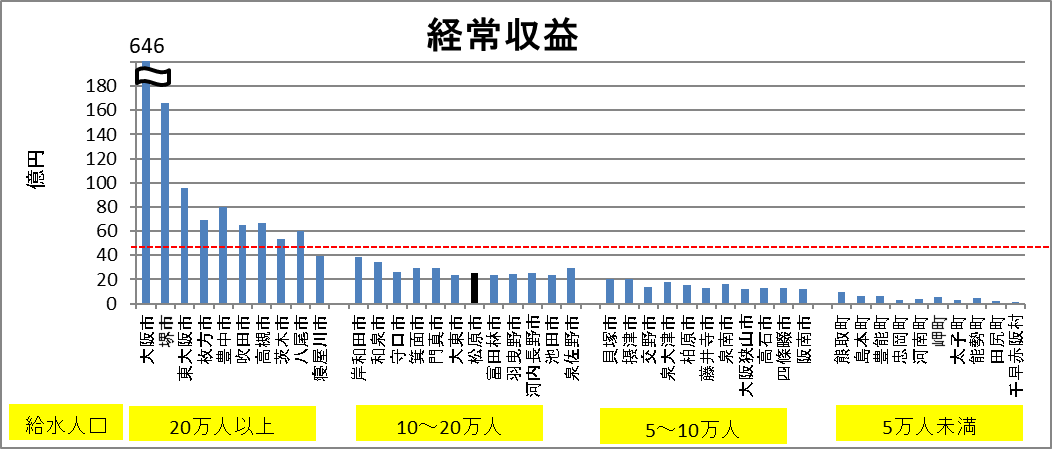 経常収益
646
180
160
140
120
100
80
60
40
20
0
億円
大阪市
堺市
東大阪市
枚方市
豊中市
吹田市
高槻市
茨木市
八尾市
寝屋川市
岸和田市
和泉市
守口市
箕面市
門真市
大東市
松原市
富田林市
羽曳野市
河内長野市
池田市
泉佐野市
貝塚市
摂津市
交野市
泉大津市
柏原市
藤井寺市
泉南市
大阪狭山市
高石市
四條畷市
阪南市
熊取町
島本町
豊能町
忠岡町
河南町
岬町
太子町
能勢町
田尻町
千早赤阪村
給水人口
20万人以上
10～20万人
5～10万人
5万人未満